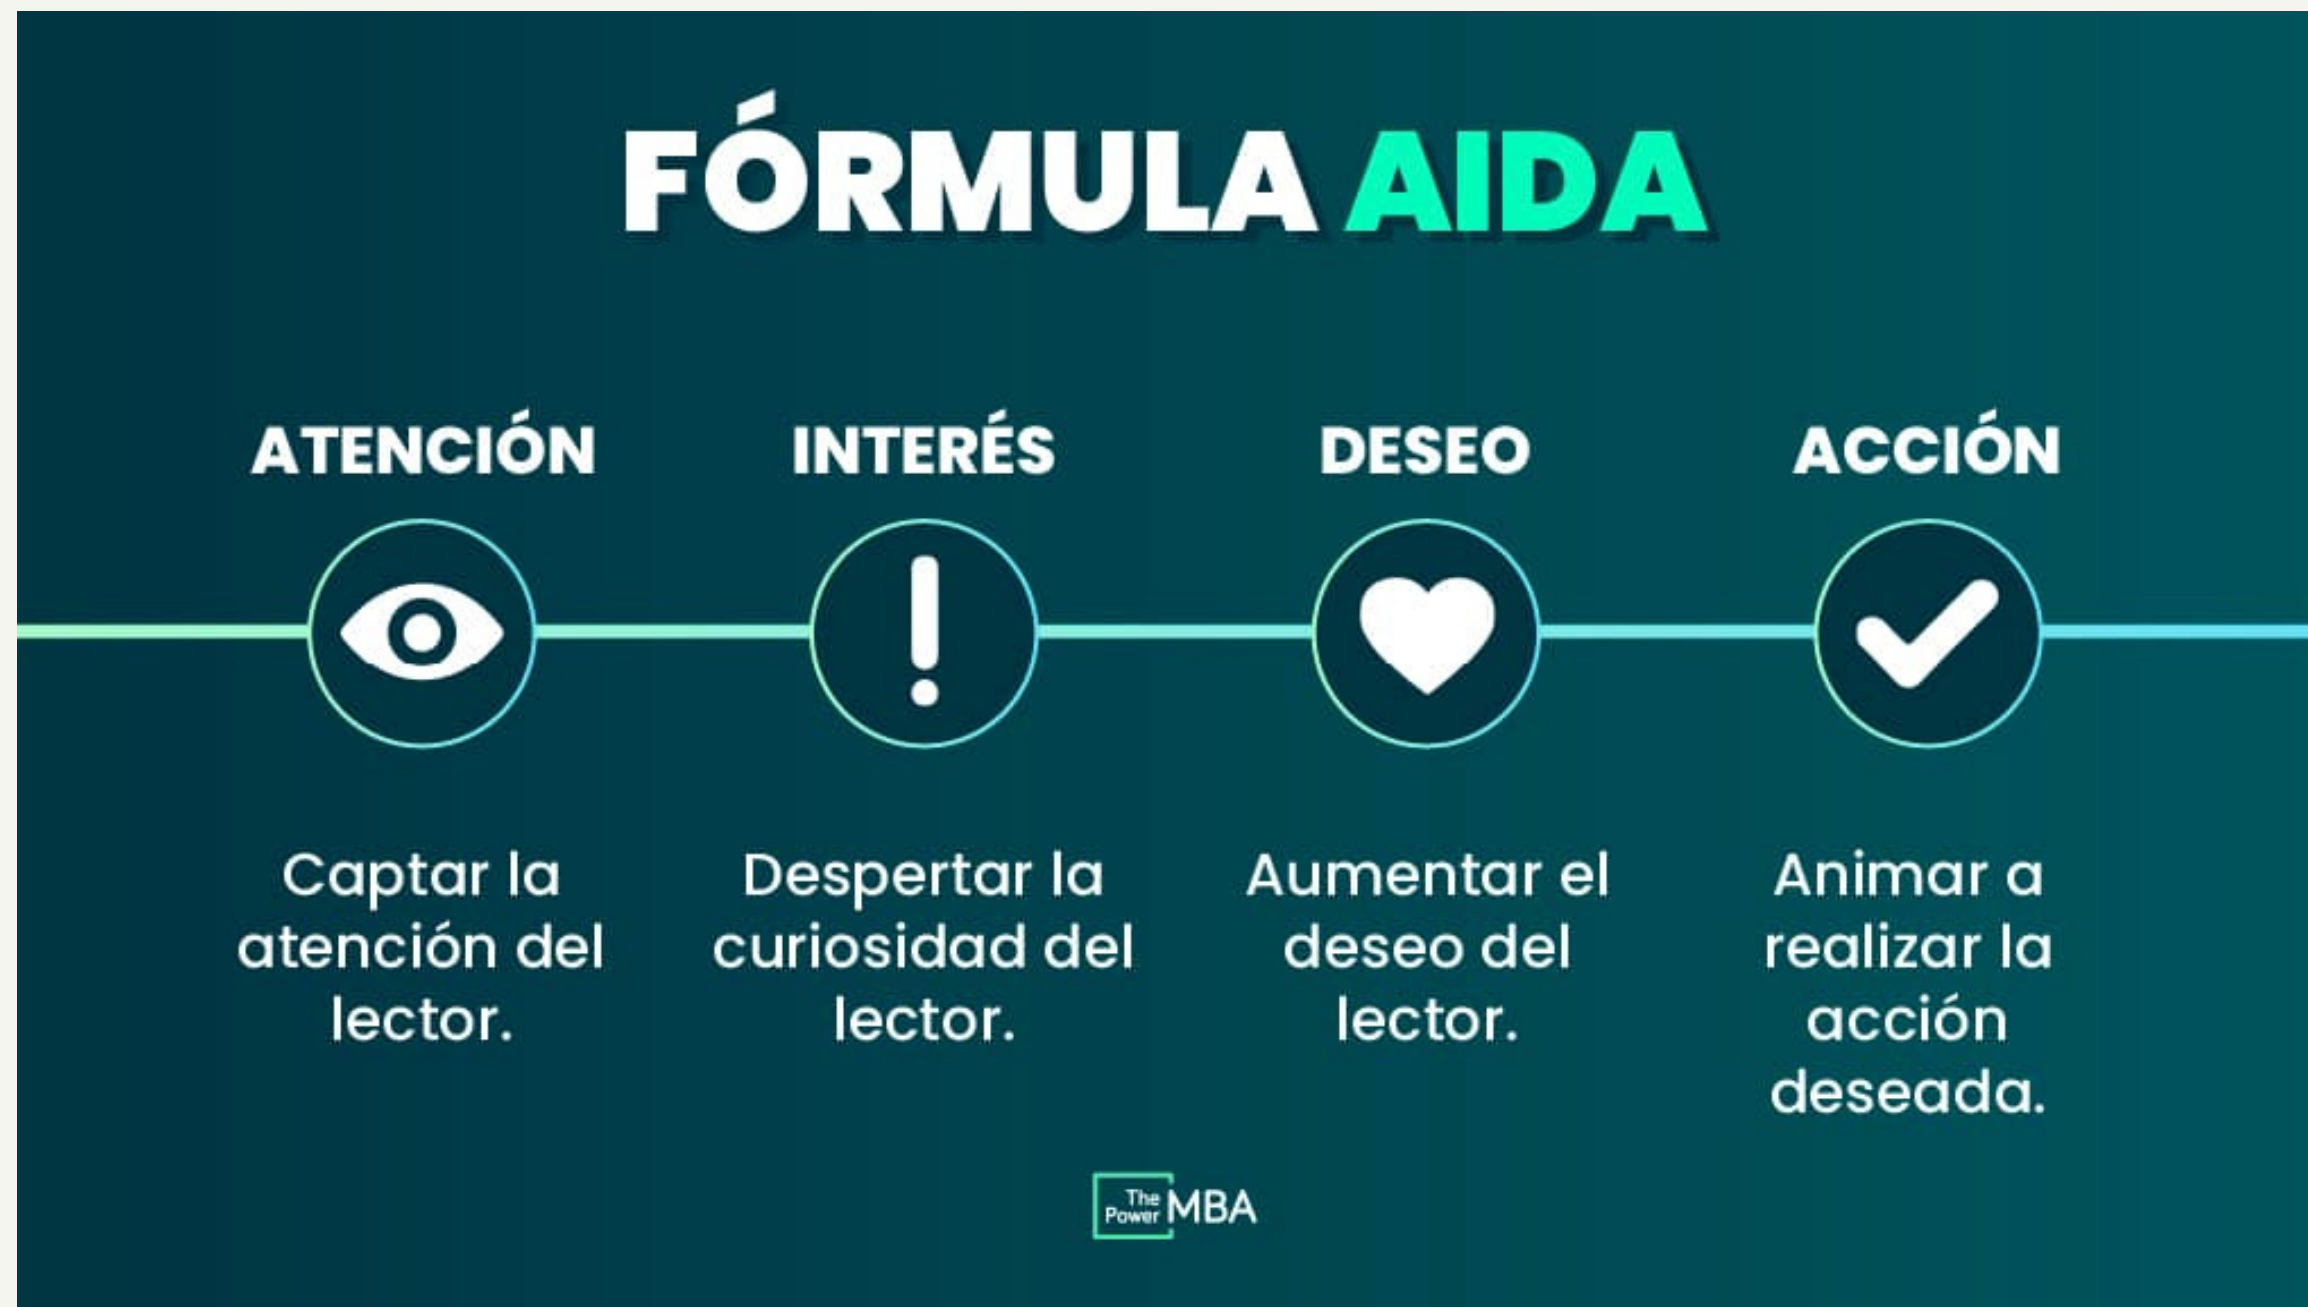 FÓRMULA AIDA
ATENCIÓN
Captar la
atención del
lector.
INTERÉS
Despertar la
curiosidad del
lector.
DESEO
Aumentar el
deseo del
lector.
ACCIÓN
Animar a
realizar la
acción
deseada.
The
Power MBA